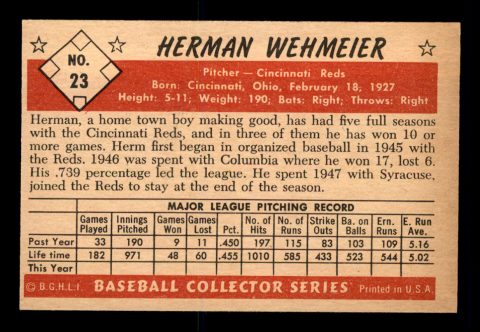 HERMAN WEHMEIER
NO. 23
Pitcher — Cincinnati Reds
Born: Cincinnati, Ohio, February 18, 1927
Height: 5-11; Weight: 190; Bats: Right; Throws: Right
Herman, a home town boy making good, has had five full seasons
with the Cincinnati Reds, and in three of them he has won 10 or
more games. Herm first began in organized baseball in 1945 with
the Reds. 1946 was spent with Columbia where he won 17, lost 6.
His .739 percentage led the league. He spent 1947 with Syracuse,
joined the Reds to stay at the end of the season.
MAJOR LEAGUE PITCHING RECORD
Games Played Innings Pitched Games Won Games Lost Pct. No. of Hits No. of Runs Strike Outs Ba. on Balls Ern. Runs E. Run Ave.
Past Year 33 190 9 11 .450 197 115 83 103 109 5.16
Life time 182 971 48 60 .455 1010 585 433 523 544 5.02
This Year
© B.G.H.L.I. BASEBALL COLLECTOR SERIES Printed in U.S.A.